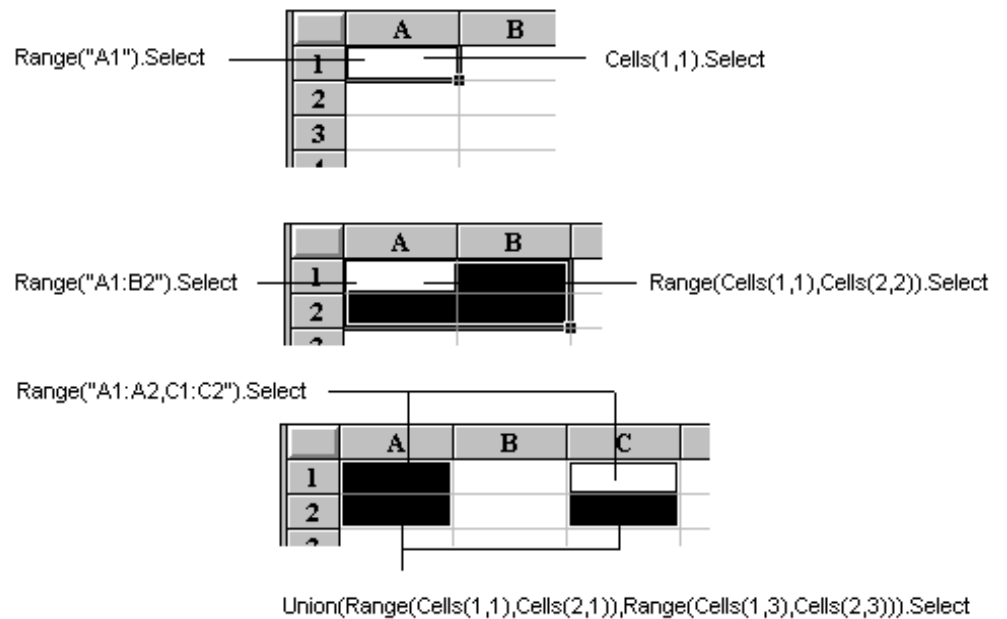 A B
Range("A1").Select 1 Cells(1,1).Select
2
3
A B
Range("A1:B2").Select 1 Range(Cells(1,1),Cells(2,2)).Select
2
Range("A1:A2,C1:C2").Select
A B C
1
2
Union(Range(Cells(1,1),Cells(2,1)),Range(Cells(1,3),Cells(2,3))).Select